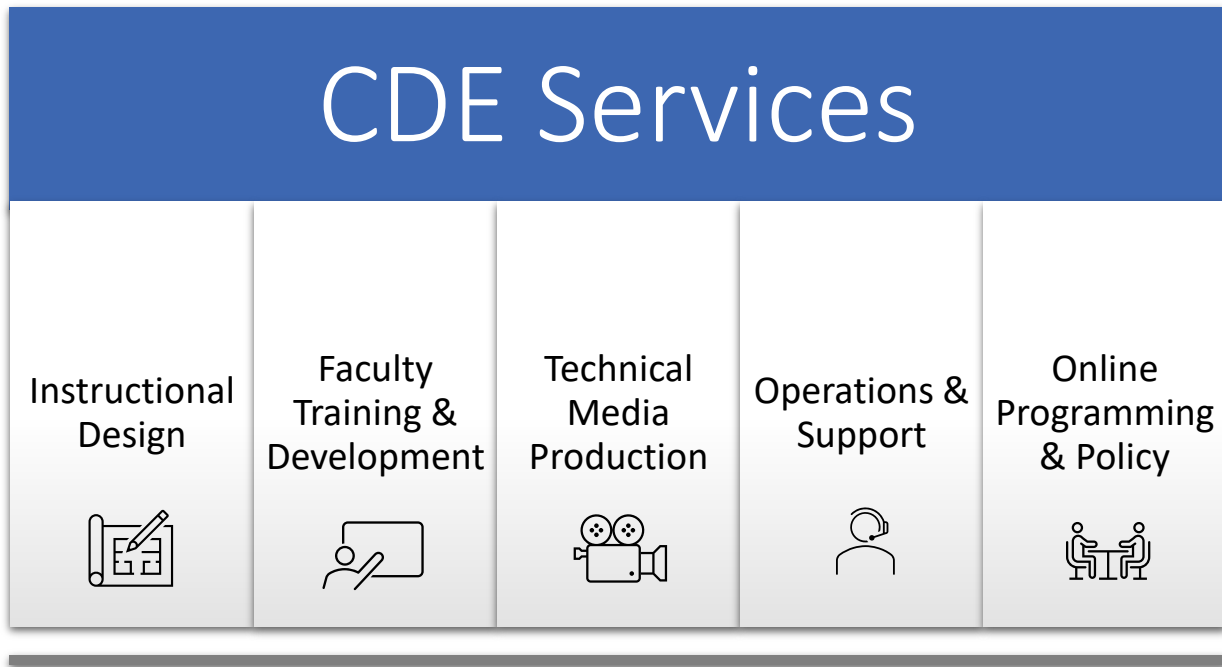 CDE Services
Instructional
Design
Faculty
Training &
Development
Technical
Media
Production
Operations &
Support
Online
Programming
& Policy